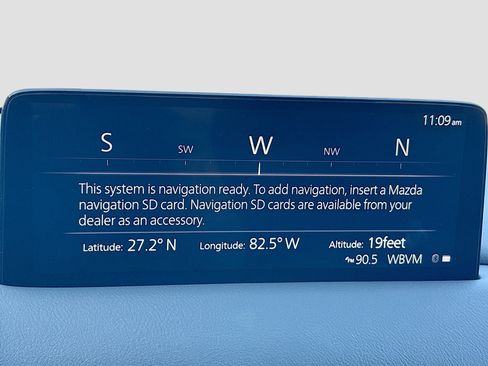 11:09am
S SW W NW N
This system is navigation ready. To add navigation, insert a Mazda
navigation SD card. Navigation SD cards are available from your
dealer as an accessory.
Latitude: 27.2° N Longitude: 82.5° W Altitude: 19feet
FM 90.5 WBVM